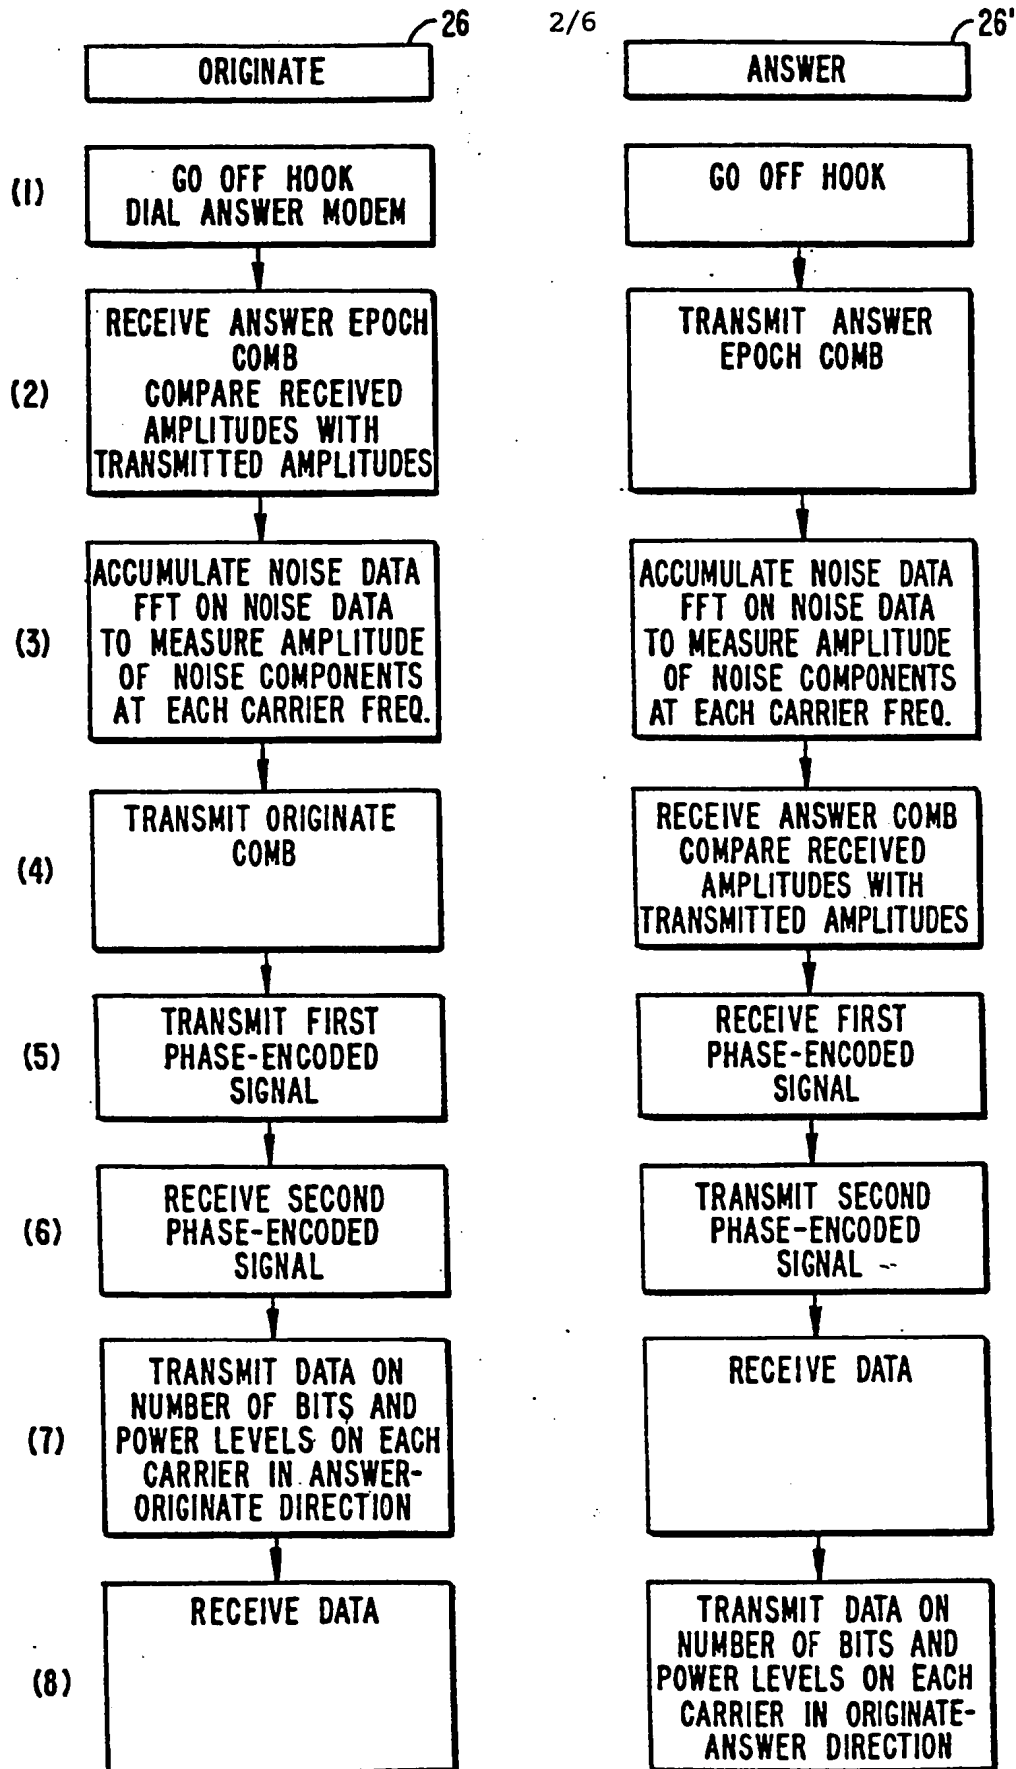 26
2/6
26'
ORIGINATE
ANSWER
(1)
GO OFF HOOK
DIAL ANSWER MODEM
GO OFF HOOK
(2)
RECEIVE ANSWER EPOCH
COMB
COMPARE RECEIVED
AMPLITUDES WITH
TRANSMITTED AMPLITUDES
TRANSMIT ANSWER
EPOCH COMB
(3)
ACCUMULATE NOISE DATA
FFT ON NOISE DATA
TO MEASURE AMPLITUDE
OF NOISE COMPONENTS
AT EACH CARRIER FREQ.
ACCUMULATE NOISE DATA
FFT ON NOISE DATA
TO MEASURE AMPLITUDE
OF NOISE COMPONENTS
AT EACH CARRIER FREQ.
(4)
TRANSMIT ORIGINATE
COMB
RECEIVE ANSWER COMB
COMPARE RECEIVED
AMPLITUDES WITH
TRANSMITTED AMPLITUDES
(5)
TRANSMIT FIRST
PHASE-ENCODED
SIGNAL
RECEIVE FIRST
PHASE-ENCODED
SIGNAL
(6)
RECEIVE SECOND
PHASE-ENCODED
SIGNAL
TRANSMIT SECOND
PHASE-ENCODED
SIGNAL
(7)
TRANSMIT DATA ON
NUMBER OF BITS AND
POWER LEVELS ON EACH
CARRIER IN ANSWER-
ORIGINATE DIRECTION
RECEIVE DATA
(8)
RECEIVE DATA
TRANSMIT DATA ON
NUMBER OF BITS AND
POWER LEVELS ON EACH
CARRIER IN ORIGINATE-
ANSWER DIRECTION